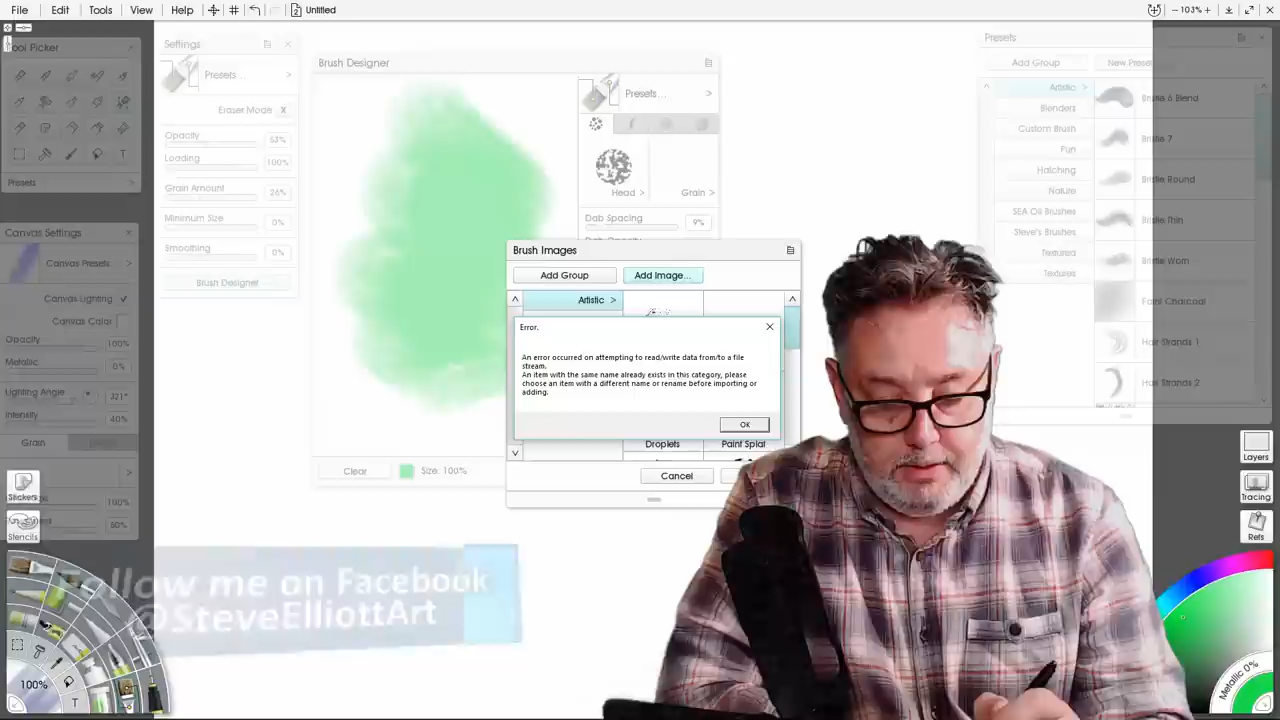 File Edit Tools View Help Untitled - 103% +
Tool Picker
Presets >
Canvas Settings
Canvas Presets >
Canvas Lighting
Canvas Color
Opacity 100%
Metallic 0%
Lighting Angle 321°
Intensity 40%
Grain
100%
60%
Stickers
Stencils
100%
T
Settings
Presets... >
Eraser Mode X
Opacity 53%
Loading 100%
Grain Amount 26%
Minimum Size 0%
Smoothing 0%
Brush Designer
Brush Designer
Presets... >
Head > Grain >
Dab Spacing 9%
Clear Size: 100%
Brush Images
Add Group Add Image...
Artistic >
Error.
An error occurred on attempting to read/write data from/to a file
stream.
An item with the same name already exists in this category, please
choose an item with a different name or rename before importing or
adding.
OK
Droplets Paint Splat
Cancel
Presets
Add Group New Preset
Artistic >
Blenders
Custom Brush
Fun
Hatching
Nature
SEA Oil Brushes
Steve's Brushes
Textured
Textures
Bristle 6 Blend
Bristle 7
Bristle Round
Bristle Thin
Bristle Worn
Faint Charcoal
Hair Strands 1
Hair Strands 2
Layers
Tracing
Refs
Metallic 0%
Follow me on Facebook
@SteveElliottArt